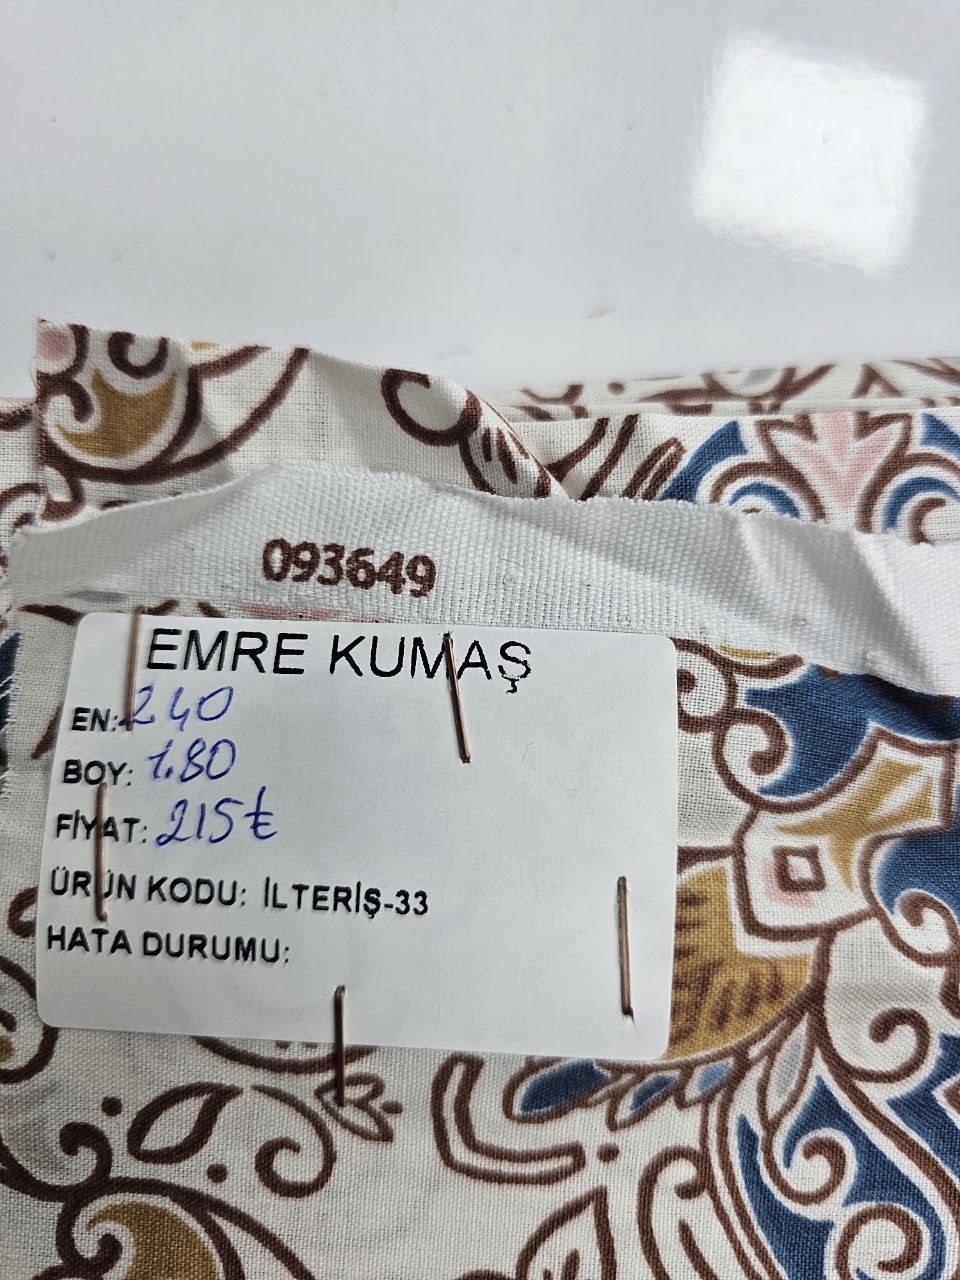 093649
EMRE KUMAŞ
EN: 240
BOY: 1.80
FİYAT: 215₺
ÜRÜN KODU: İLTERİŞ-33
HATA DURUMU: